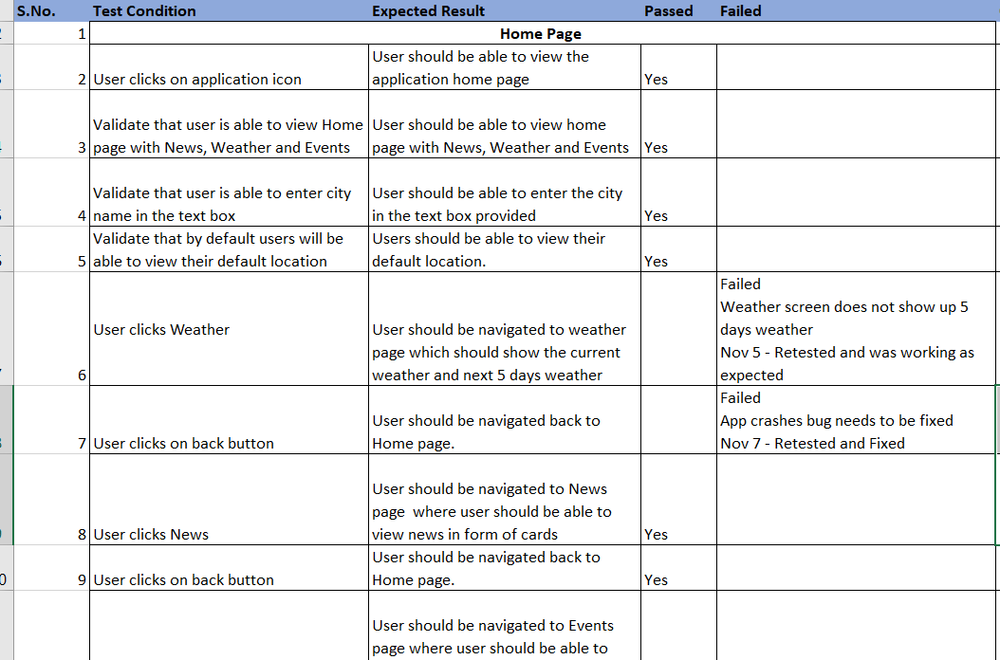 S.No. Test Condition Expected Result Passed Failed
1 Home Page
User should be able to view the
2 User clicks on application icon application home page Yes
Validate that user is able to view Home User should be able to view home
3 page with News, Weather and Events page with News, Weather and Events Yes
Validate that user is able to enter city User should be able to enter the city
4 name in the text box in the text box provided Yes
Validate that by default users will be Users should be able to view their
5 able to view their default location default location. Yes
Failed
Weather screen does not show up 5
User clicks Weather User should be navigated to weather days weather
page which should show the current Nov 5 - Retested and was working as
6 weather and next 5 days weather expected
Failed
User should be navigated back to App crashes bug needs to be fixed
7 User clicks on back button Home page. Nov 7 - Retested and Fixed
User should be navigated to News
page where user should be able to
8 User clicks News view news in form of cards Yes
User should be navigated back to
9 User clicks on back button Home page. Yes
User should be navigated to Events
page where user should be able to